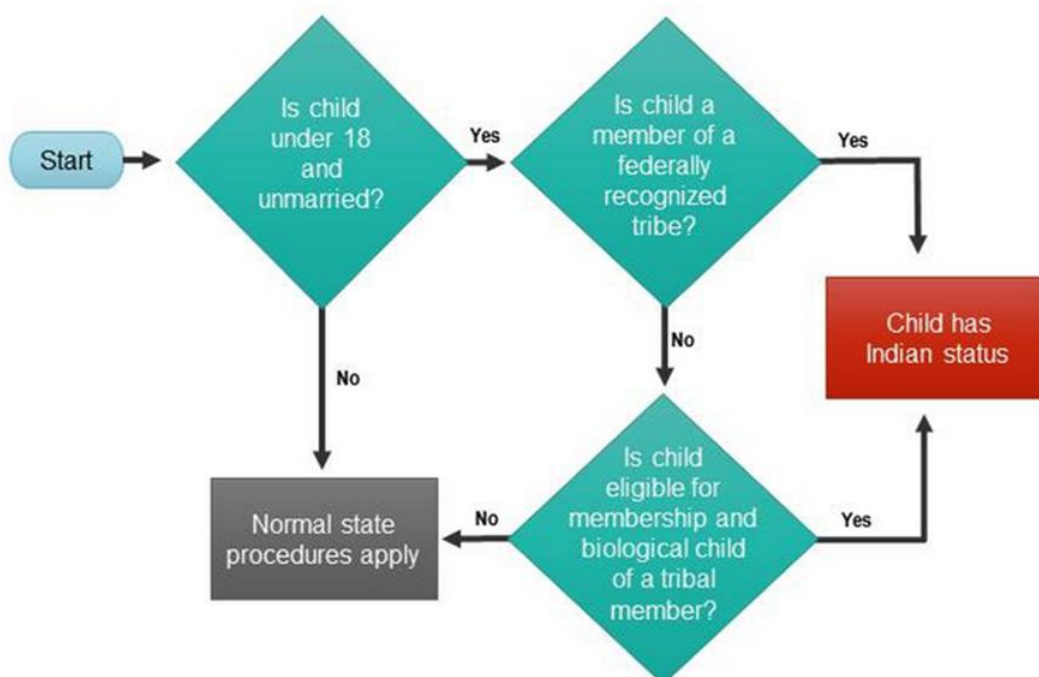 Start
Is child
under 18
and
unmarried?
Yes
Is child a
member of a
federally
recognized
tribe?
Yes
No
No
Child has
Indian status
Normal state
procedures apply
No
Is child
eligible for
membership and
biological child
of a tribal
member?
Yes